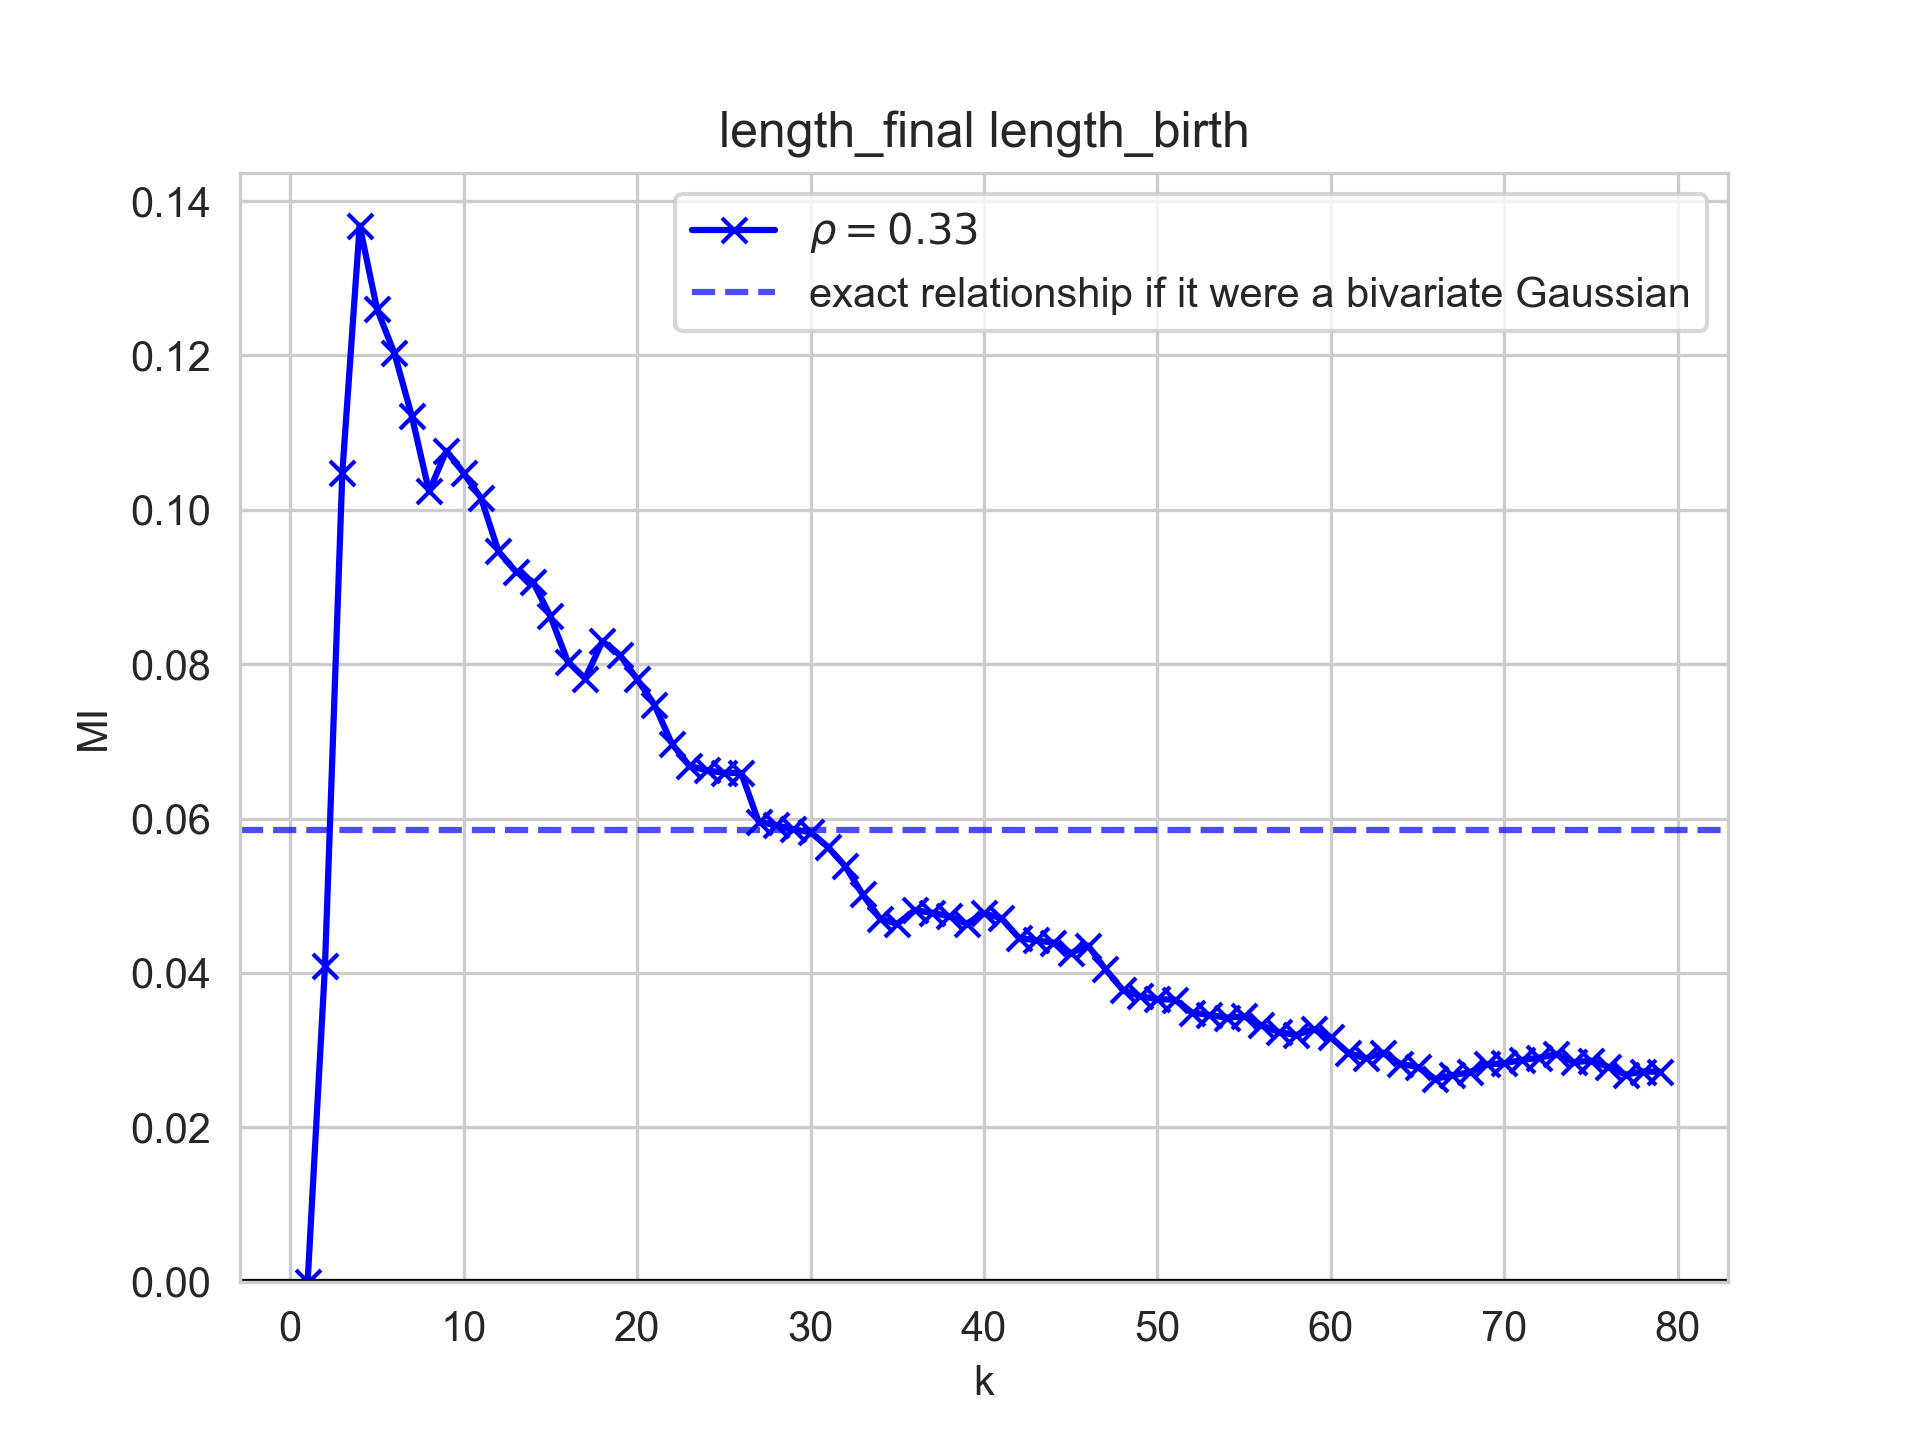 length_final length_birth
ρ = 0.33
exact relationship if it were a bivariate Gaussian
0.14
0.12
0.10
0.08
0.06
0.04
0.02
0.00
MI
0 10 20 30 40 50 60 70 80
k